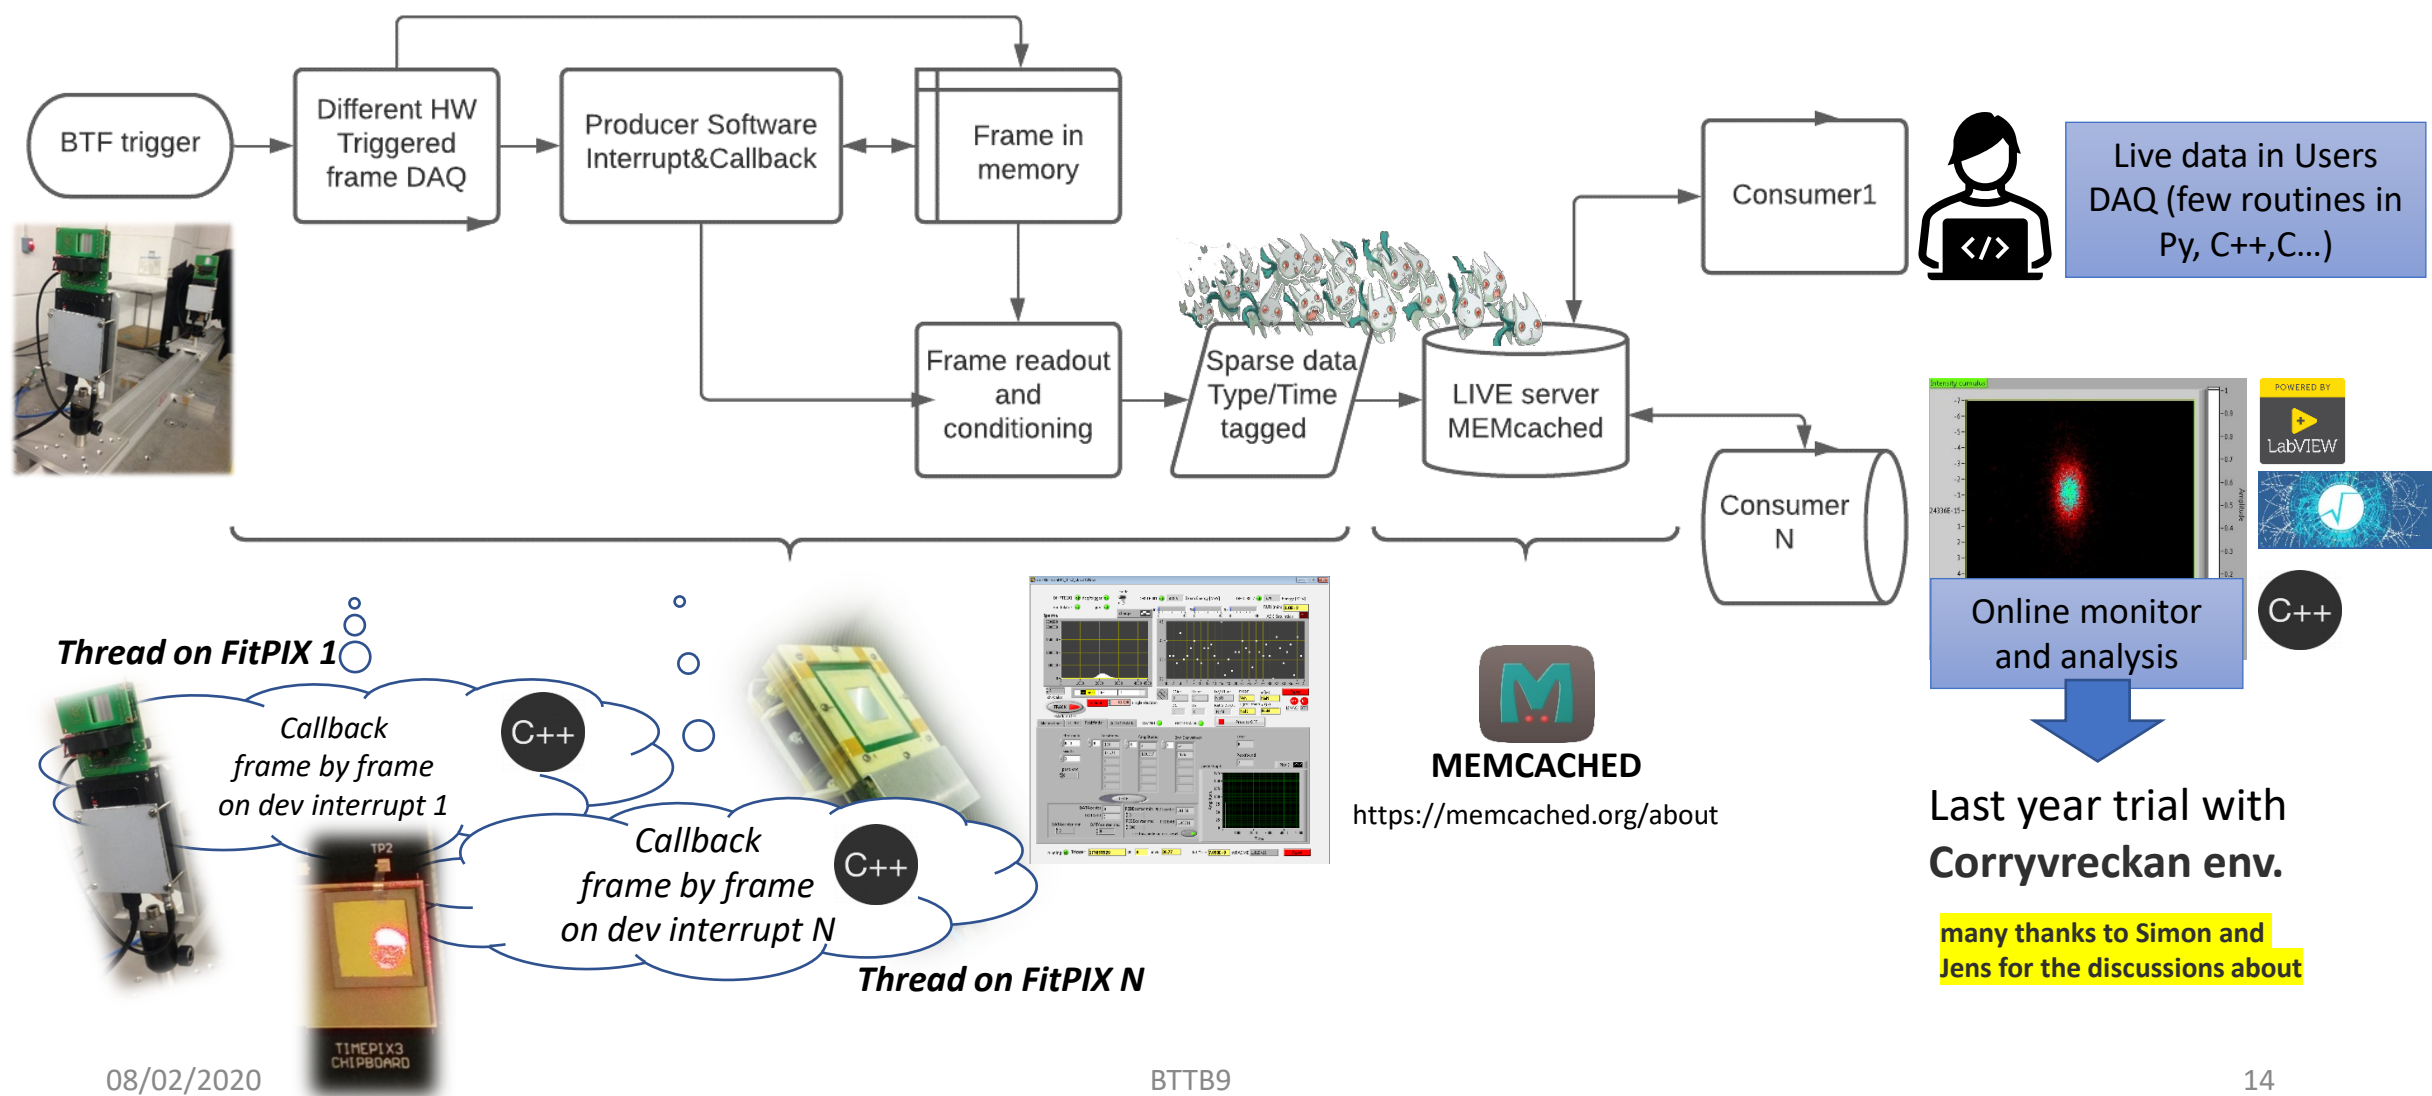 BTF trigger
Different HW
Triggered
frame DAQ
Producer Software
Interrupt&Callback
Frame in
memory
Consumer1
</>
Live data in Users
DAQ (few routines in
Py, C++,C...)
Frame readout
and
conditioning
Sparse data
Type/Time
tagged
LIVE server
MEMcached
Consumer
N
Intensity cumulus
POWERED BY
LabVIEW
Amplitude
C++
Online monitor
and analysis
Thread on FitPIX 1
Callback
frame by frame
on dev interrupt 1
C++
Callback
frame by frame
on dev interrupt N
C++
Thread on FitPIX N
TP2
TIMEPIX3
CHIPBOARD
MEMCACHED
https://memcached.org/about
Last year trial with
Corryvreckan env.
many thanks to Simon and
Jens for the discussions about
08/02/2020
BTTB9
14